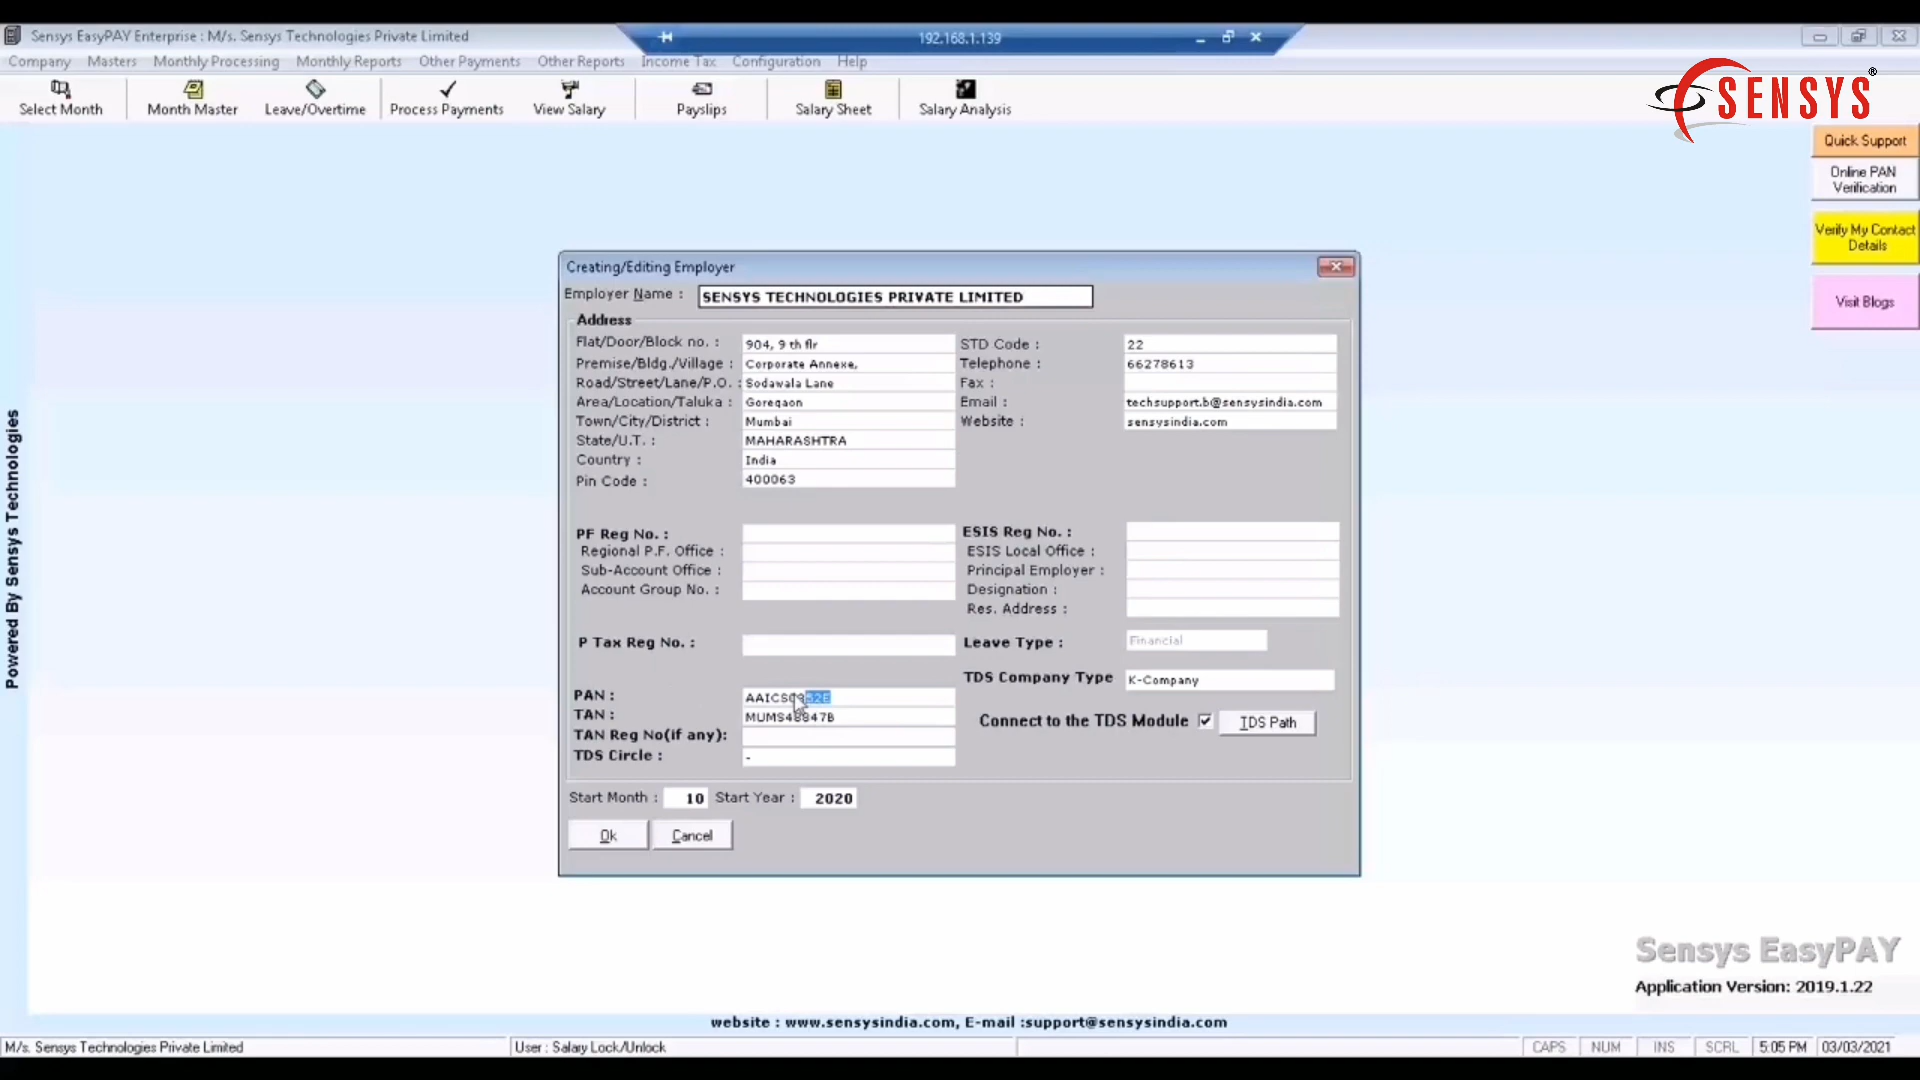 Sensys EasyPAY Enterprise : M/s. Sensys Technologies Private Limited
192.168.1.139
Company Masters Monthly Processing Monthly Reports Other Payments Other Reports Income Tax Configuration Help
Select Month Month Master Leave/Overtime Process Payments View Salary Payslips Salary Sheet Salary Analysis
SENSYS®
Quick Support
Online PAN
Verification
Verify My Contact
Details
Visit Blogs
Powered By Sensys Technologies
Creating/Editing Employer
Employer Name : SENSYS TECHNOLOGIES PRIVATE LIMITED
Address
Flat/Door/Block no. : 904, 9 th flr STD Code : 22
Premise/Bldg./Village : Corporate Annexe, Telephone : 66278613
Road/Street/Lane/P.O. : Sodawala Lane Fax :
Area/Location/Taluka : Goregaon Email : techsupport.b@sensysindia.com
Town/City/District : Mumbai Website : sensysindia.com
State/U.T. : MAHARASHTRA
Country : India
Pin Code : 400063
PF Reg No. : ESIS Reg No. :
Regional P.F. Office : ESIS Local Office :
Sub-Account Office : Principal Employer :
Account Group No. : Designation :
Res. Address :
P Tax Reg No. : Leave Type : Financial
TDS Company Type K-Company
PAN :
TAN : Connect to the TDS Module TDS Path
TAN Reg No(if any):
TDS Circle : -
Start Month : 10 Start Year : 2020
Ok Cancel
Sensys EasyPAY
Application Version: 2019.1.22
website : www.sensysindia.com, E-mail :support@sensysindia.com
M/s. Sensys Technologies Private Limited User : Salary Lock/Unlock CAPS NUM INS SCRL 5:05 PM 03/03/2021